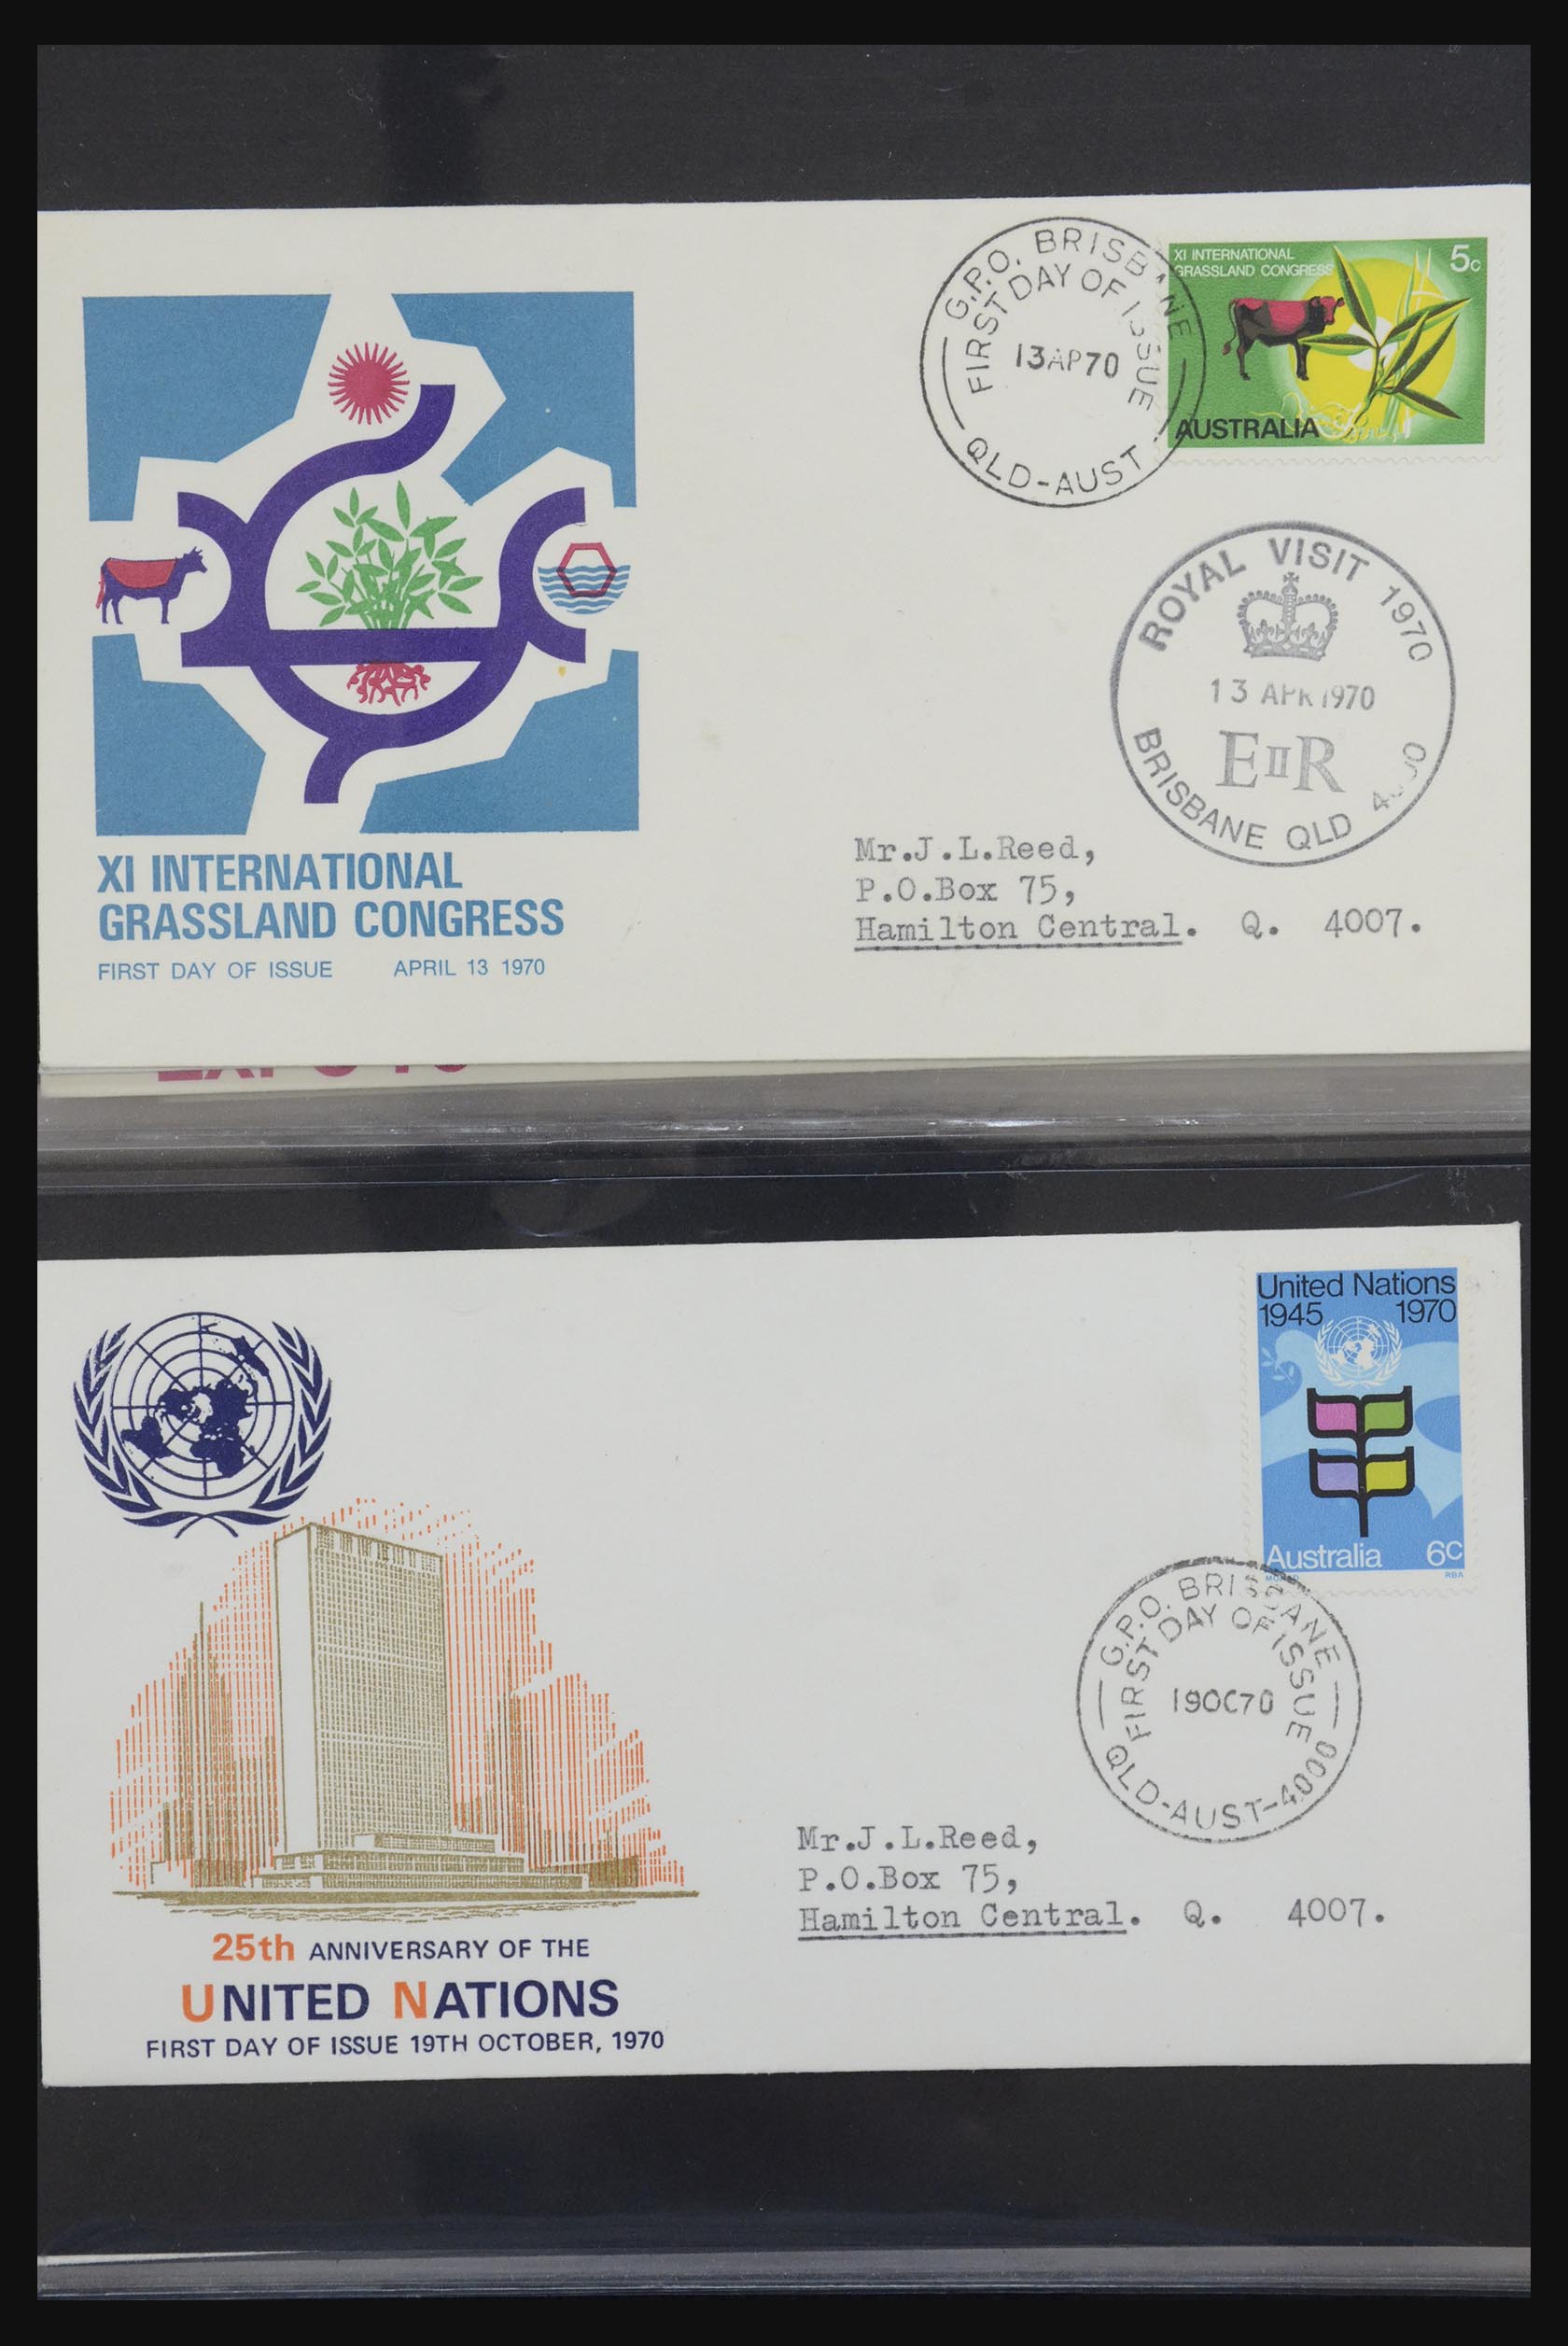 G.P.O. BRISBANE
FIRST DAY OF ISSUE
13AP70
QLD-AUST
XI INTERNATIONAL
GRASSLAND CONGRESS
5c
AUSTRALIA
ROYAL VISIT 1970
13 APR 1970
EIIR
BRISBANE QLD 4000
XI INTERNATIONAL
GRASSLAND CONGRESS
FIRST DAY OF ISSUE APRIL 13 1970
Mr.J.L.Reed,
P.O.Box 75,
Hamilton Central. Q. 4007.
United Nations
1945 1970
Australia 6c
RBA
G.P.O. BRISBANE
FIRST DAY OF ISSUE
19OC70
QLD-AUST-4000
Mr.J.L.Reed,
P.O.Box 75,
Hamilton Central. Q. 4007.
25th ANNIVERSARY OF THE
UNITED NATIONS
FIRST DAY OF ISSUE 19TH OCTOBER, 1970